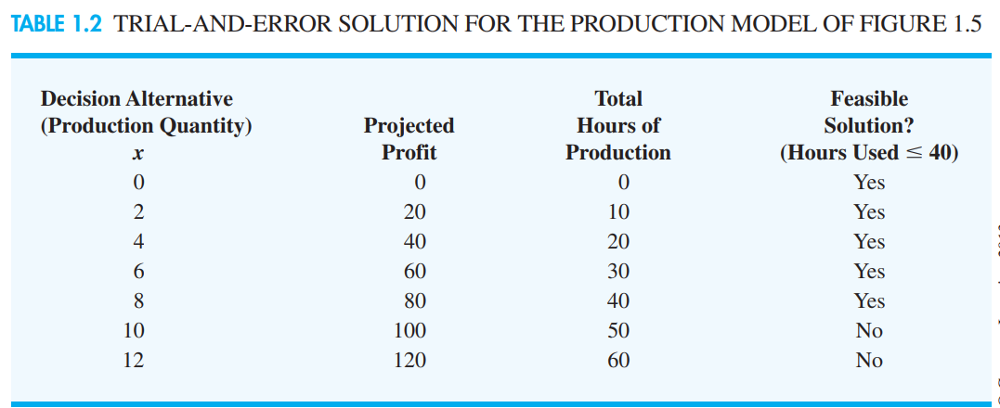 TABLE 1.2 TRIAL-AND-ERROR SOLUTION FOR THE PRODUCTION MODEL OF FIGURE 1.5
Decision Alternative Total Feasible
(Production Quantity) Projected Hours of Solution?
x Profit Production (Hours Used ≤ 40)
0 0 0 Yes
2 20 10 Yes
4 40 20 Yes
6 60 30 Yes
8 80 40 Yes
10 100 50 No
12 120 60 No